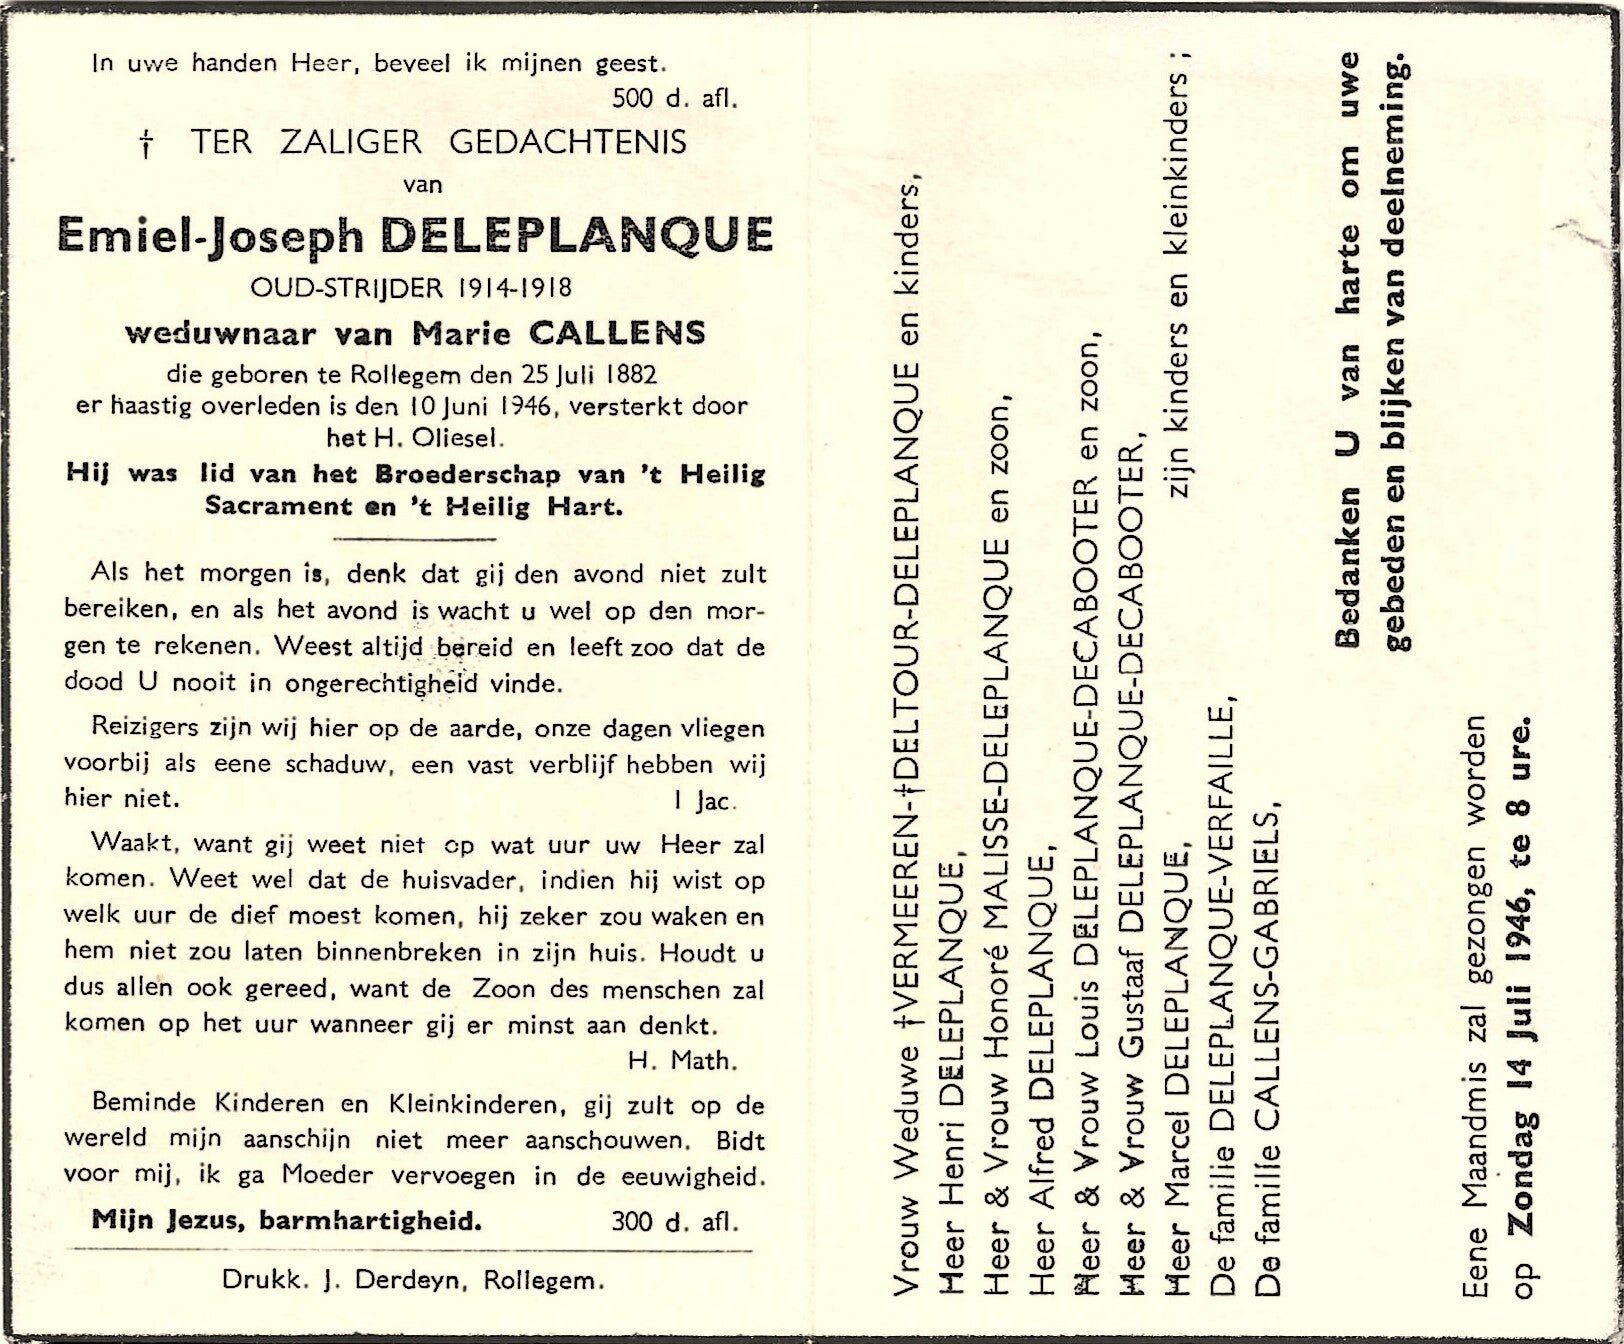 In uwe handen Heer, beveel ik mijnen geest.
500 d. afl.
† TER ZALIGER GEDACHTENIS
van
Emiel-Joseph DELEPLANQUE
OUD-STRIJDER 1914-1918
weduwnaar van Marie CALLENS
die geboren te Rollegem den 25 Juli 1882
er haastig overleden is den 10 Juni 1946, versterkt door
het H. Oliesel.
Hij was lid van het Broederschap van 't Heilig
Sacrament en 't Heilig Hart.
Als het morgen is, denk dat gij den avond niet zult
bereiken, en als het avond is wacht u wel op den mor-
gen te rekenen. Weest altijd bereid en leeft zoo dat de
dood U nooit in ongerechtigheid vinde.
Reizigers zijn wij hier op de aarde, onze dagen vliegen
voorbij als eene schaduw, een vast verblijf hebben wij
hier niet. I Jac.
Waakt, want gij weet niet op wat uur uw Heer zal
komen. Weet wel dat de huisvader, indien hij wist op
welk uur de dief moest komen, hij zeker zou waken en
hem niet zou laten binnenbreken in zijn huis. Houdt u
dus allen ook gereed, want de Zoon des menschen zal
komen op het uur wanneer gij er minst aan denkt.
H. Math.
Beminde Kinderen en Kleinkinderen, gij zult op de
wereld mijn aanschijn niet meer aanschouwen. Bidt
voor mij, ik ga Moeder vervoegen in de eeuwigheid.
Mijn Jezus, barmhartigheid. 300 d. afl.
Drukk. J. Derdeyn, Rollegem.
Vrouw Weduwe †VERMEEREN-†DELTOUR-DELEPLANQUE en kinders,
Heer Henri DELEPLANQUE,
Heer & Vrouw Honoré MALISSE-DELEPLANQUE en zoon,
Heer Alfred DELEPLANQUE,
Heer & Vrouw Louis DELEPLANQUE-DECABOOTER en zoon,
Heer & Vrouw Gustaaf DELEPLANQUE-DECABOOTER,
Heer Marcel DELEPLANQUE,
zijn kinders en kleinkinders ;
De familie DELEPLANQUE-VERFAILLE,
De familie CALLENS-GABRIELS,
Bedanken U van harte om uwe
gebeden en blijken van deelneming.
Eene Maandmis zal gezongen worden
op Zondag 14 Juli 1946, te 8 ure.